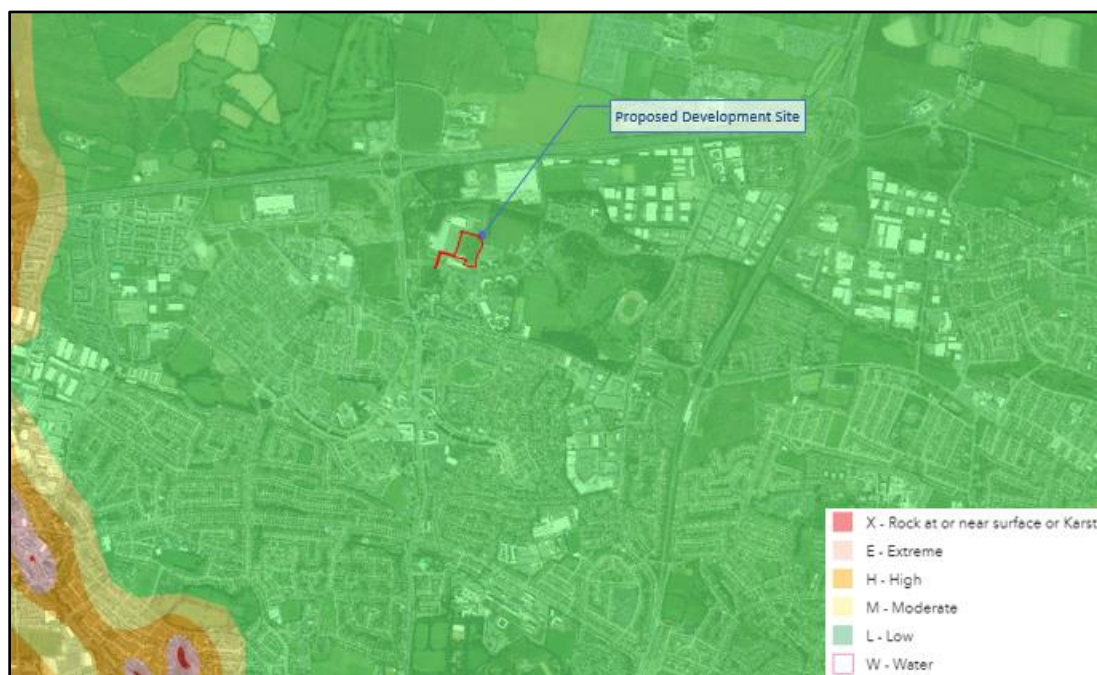 Proposed Development Site
X - Rock at or near surface or Karst
E - Extreme
H - High
M - Moderate
L - Low
W - Water